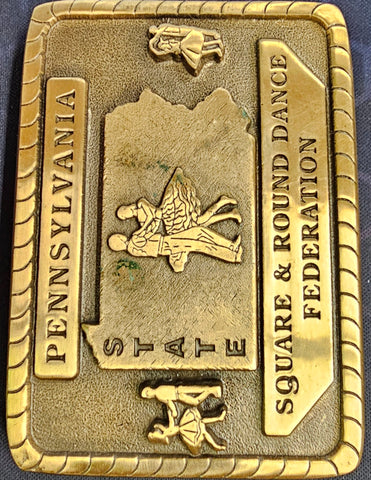 PENNSYLVANIA
STATE
SQUARE & ROUND DANCE
FEDERATION